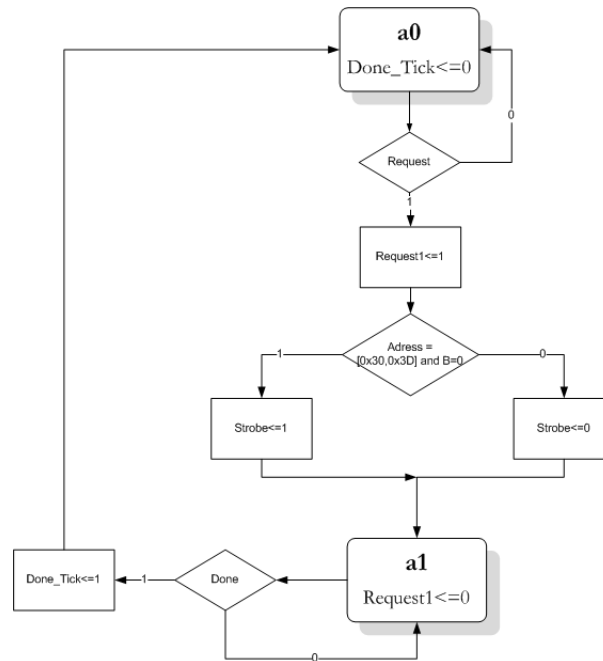 a0
Done_Tick<=0
0
Request
1
Request1<=1
Adress =
[0x30,0x3D] and B=0
1
0
Strobe<=1
Strobe<=0
a1
Request1<=0
Done
1
Done_Tick<=1
0